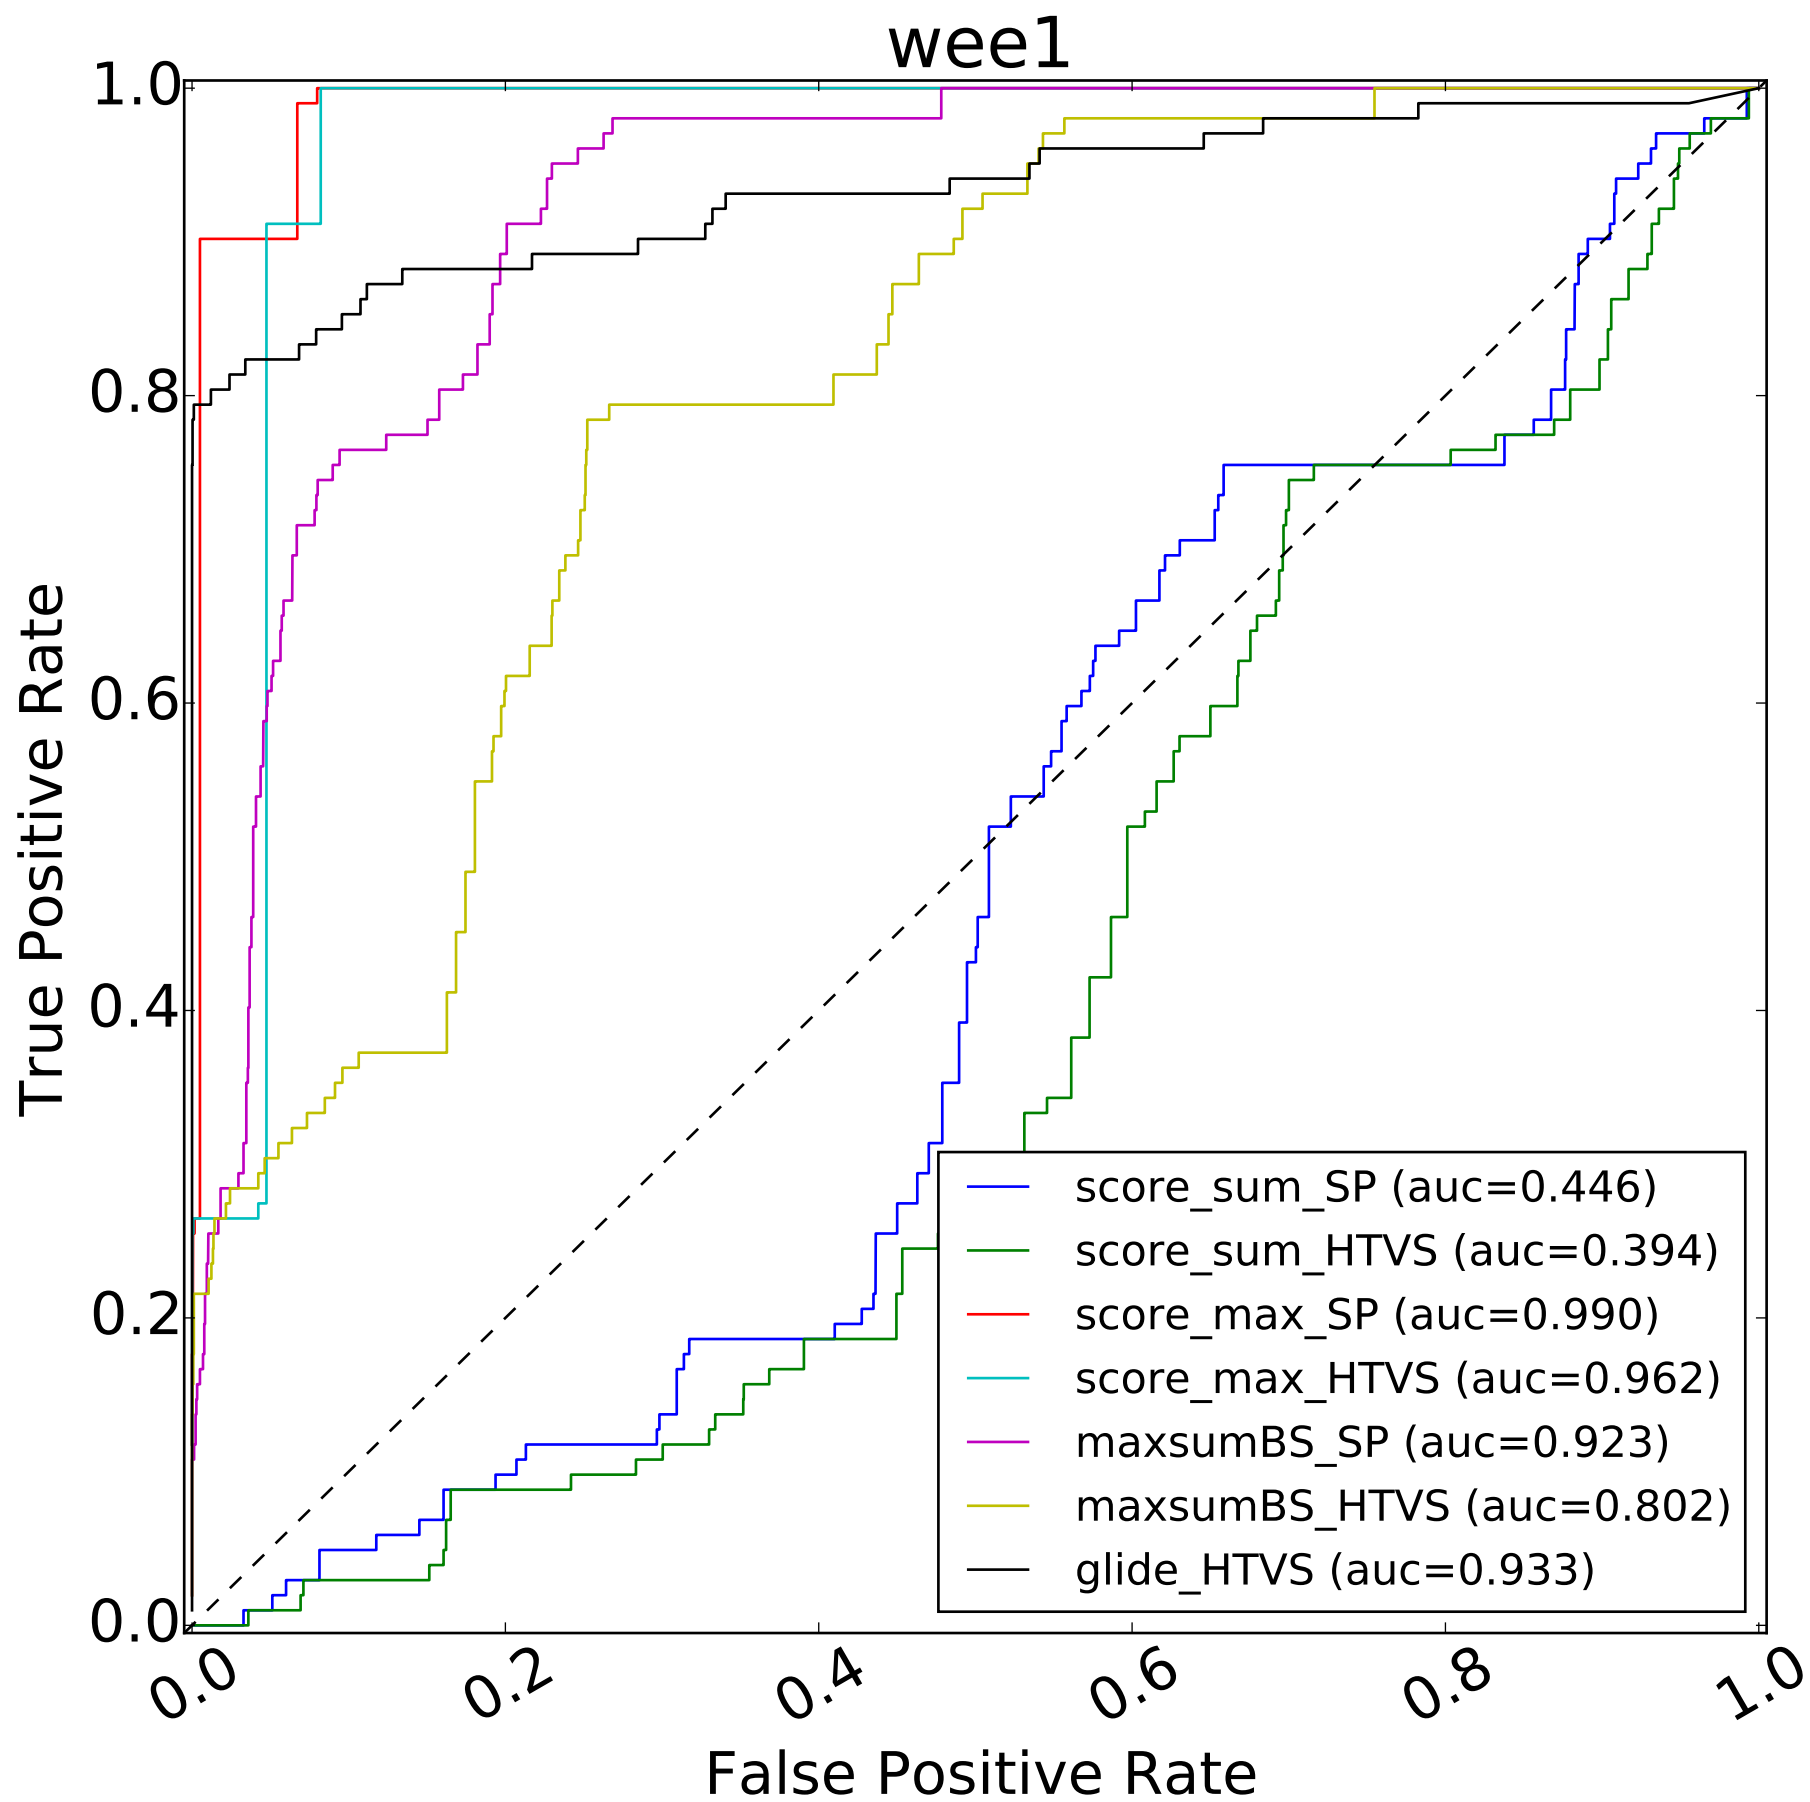 wee1
1.0
0.8
0.6
0.4
0.2
0.0
True Positive Rate
score_sum_SP (auc=0.446)
score_sum_HTVS (auc=0.394)
score_max_SP (auc=0.990)
score_max_HTVS (auc=0.962)
maxsumBS_SP (auc=0.923)
maxsumBS_HTVS (auc=0.802)
glide_HTVS (auc=0.933)
0.0 0.2 0.4 0.6 0.8 1.0
False Positive Rate